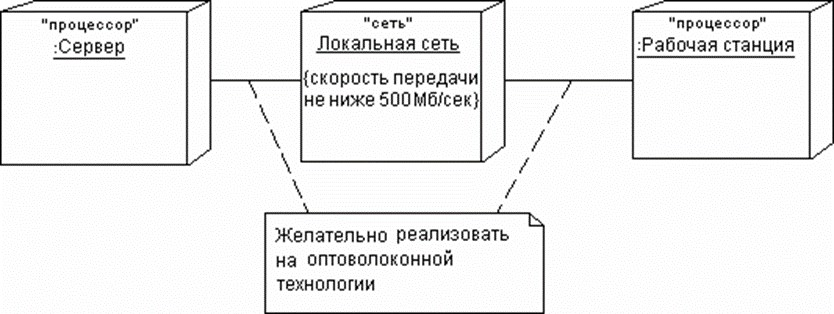 "процессор"
:Сервер
"сеть"
Локальная сеть
{скорость передачи
не ниже 500Мб/сек}
"процессор"
:Рабочая станция
Желательно реализовать
на оптоволоконной
технологии